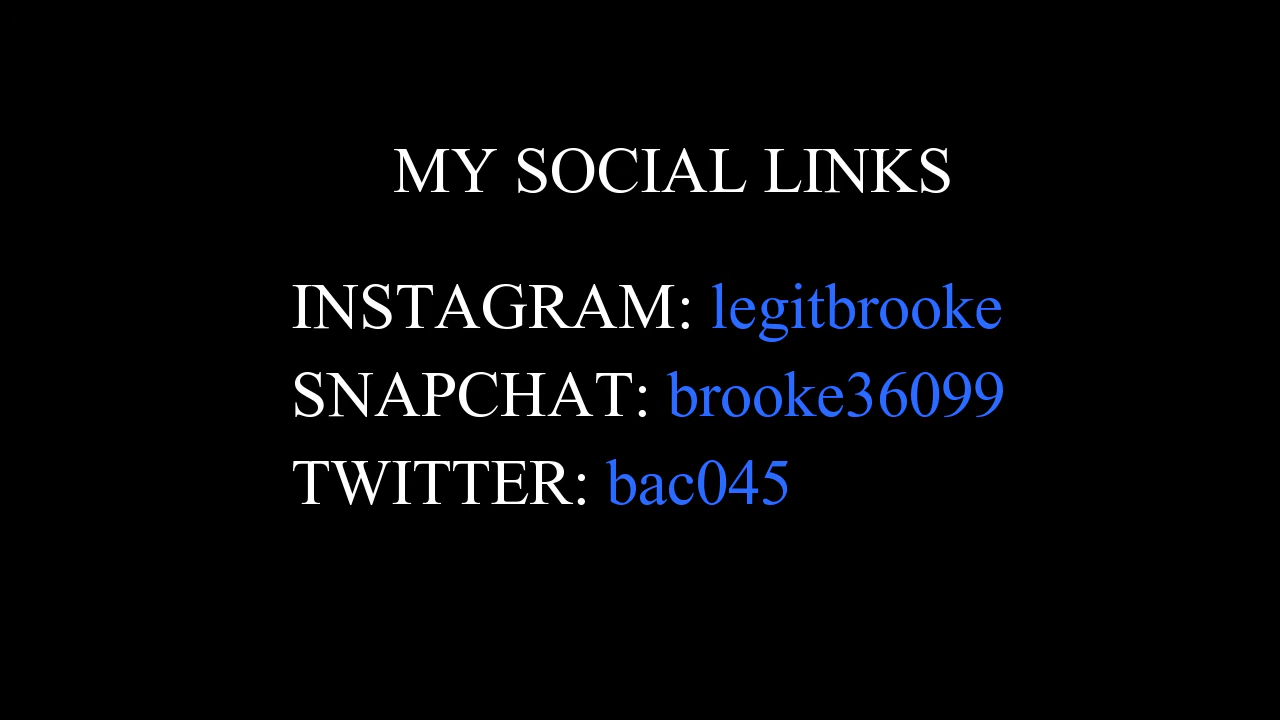 MY SOCIAL LINKS
INSTAGRAM: legitbrooke
SNAPCHAT: brooke36099
TWITTER: bac045